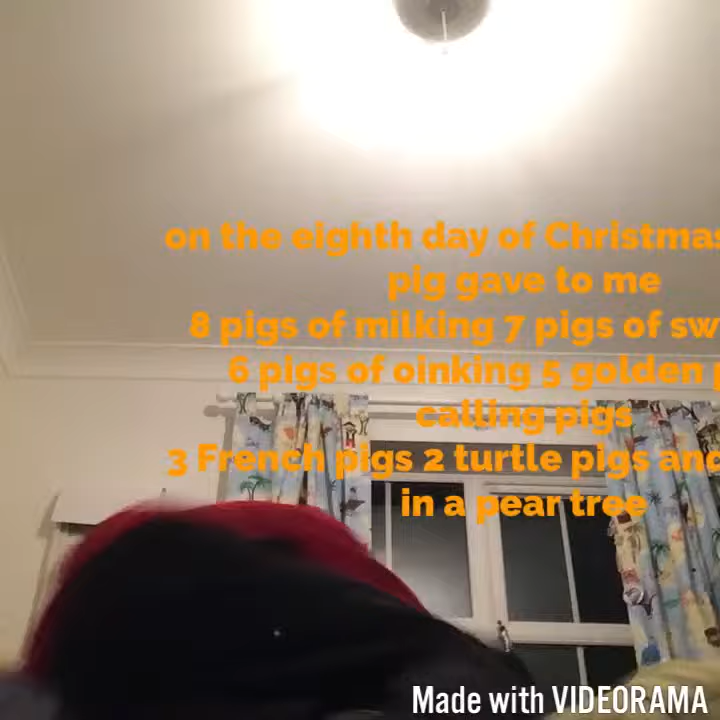 on the eighth day of Christmas
pig gave to me
8 pigs of milking 7 pigs of sw
6 pigs of oinking 5 golden
calling pigs
3 French pigs 2 turtle pigs and
in a pear tree
Made with VIDEORAMA